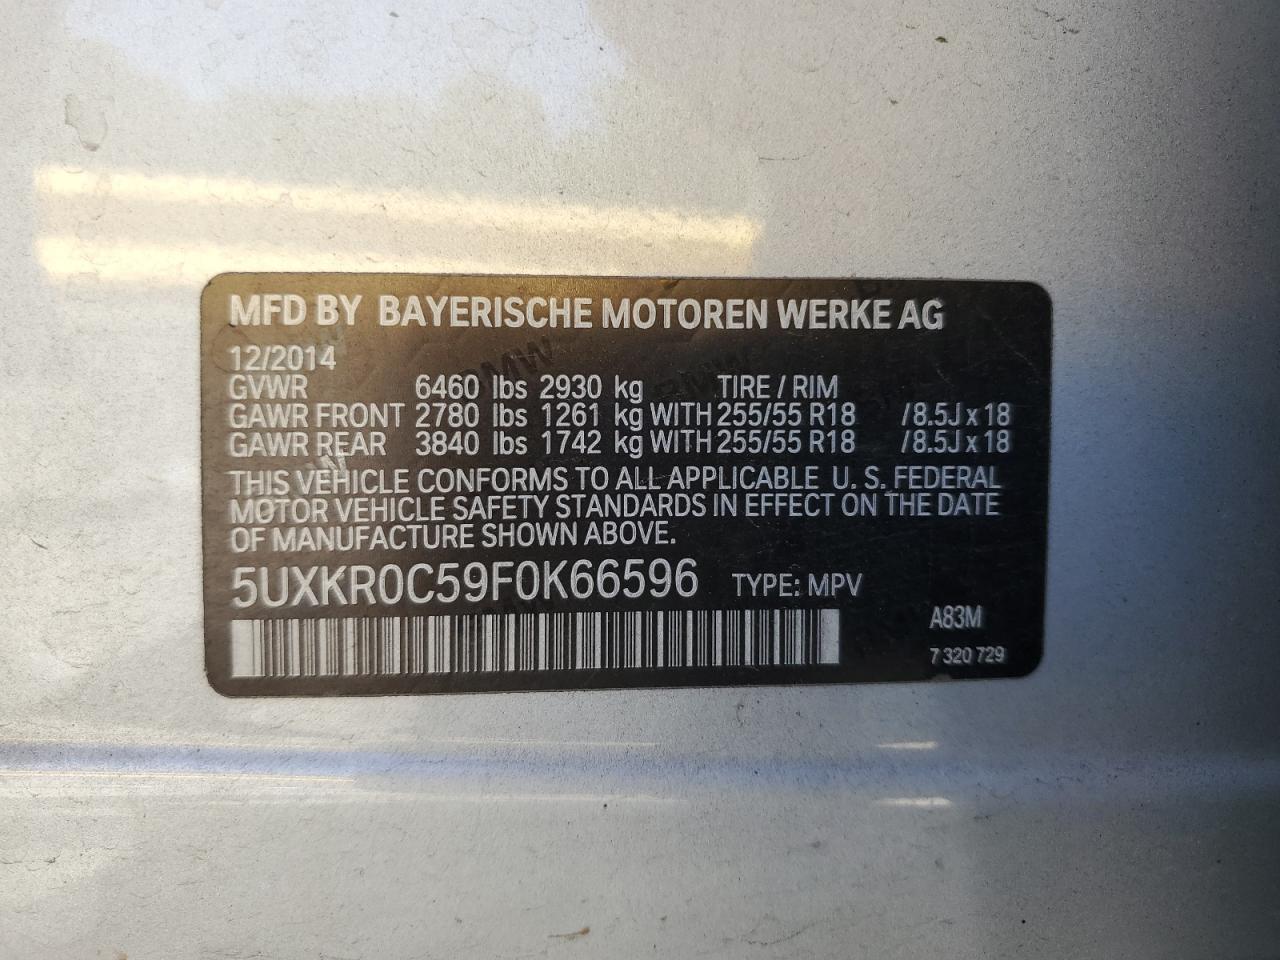 MFD BY BAYERISCHE MOTOREN WERKE AG
12/2014
GVWR 6460 lbs 2930 kg TIRE / RIM
GAWR FRONT 2780 lbs 1261 kg WITH 255/55 R18 /8.5J x 18
GAWR REAR 3840 lbs 1742 kg WITH 255/55 R18 /8.5J x 18
THIS VEHICLE CONFORMS TO ALL APPLICABLE U. S. FEDERAL
MOTOR VEHICLE SAFETY STANDARDS IN EFFECT ON THE DATE
OF MANUFACTURE SHOWN ABOVE.
5UXKR0C59F0K66596 TYPE: MPV
A83M
7 320 729